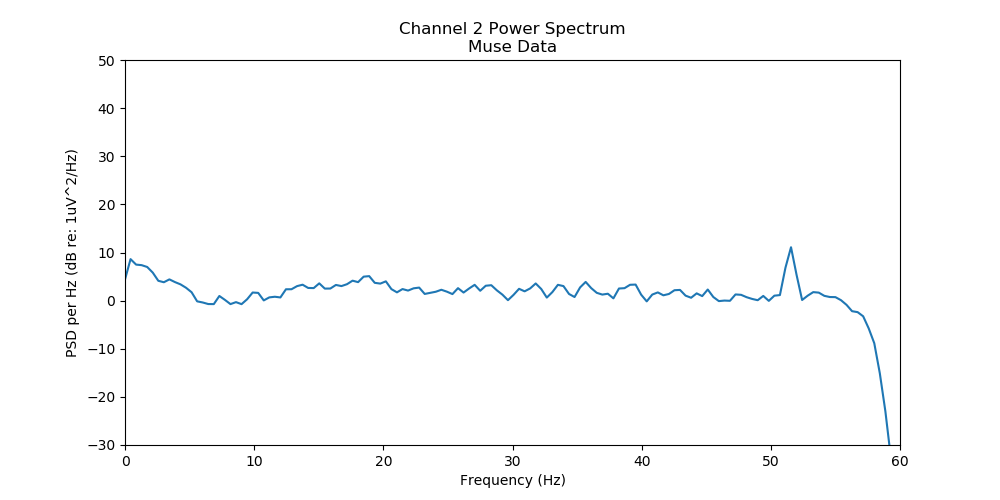 Channel 2 Power Spectrum
Muse Data
PSD per Hz (dB re: 1uV^2/Hz)
50
40
30
20
10
0
−10
−20
−30
0 10 20 30 40 50 60
Frequency (Hz)